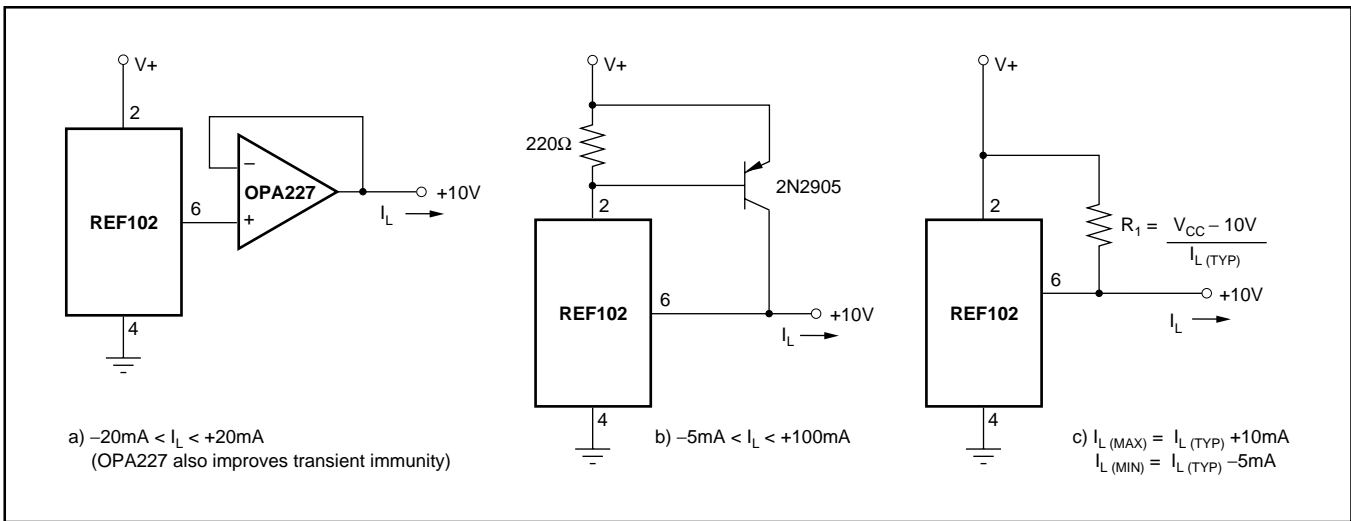 V+
2
REF102
6
4
–
+
OPA227
+10V
I_L
a) –20mA < I_L < +20mA
(OPA227 also improves transient immunity)
V+
220Ω
2N2905
2
REF102
6
+10V
I_L
4
b) –5mA < I_L < +100mA
V+
2
R_1 = V_CC – 10V
I_L (TYP)
REF102
6
+10V
I_L
4
c) I_L (MAX) = I_L (TYP) +10mA
I_L (MIN) = I_L (TYP) –5mA